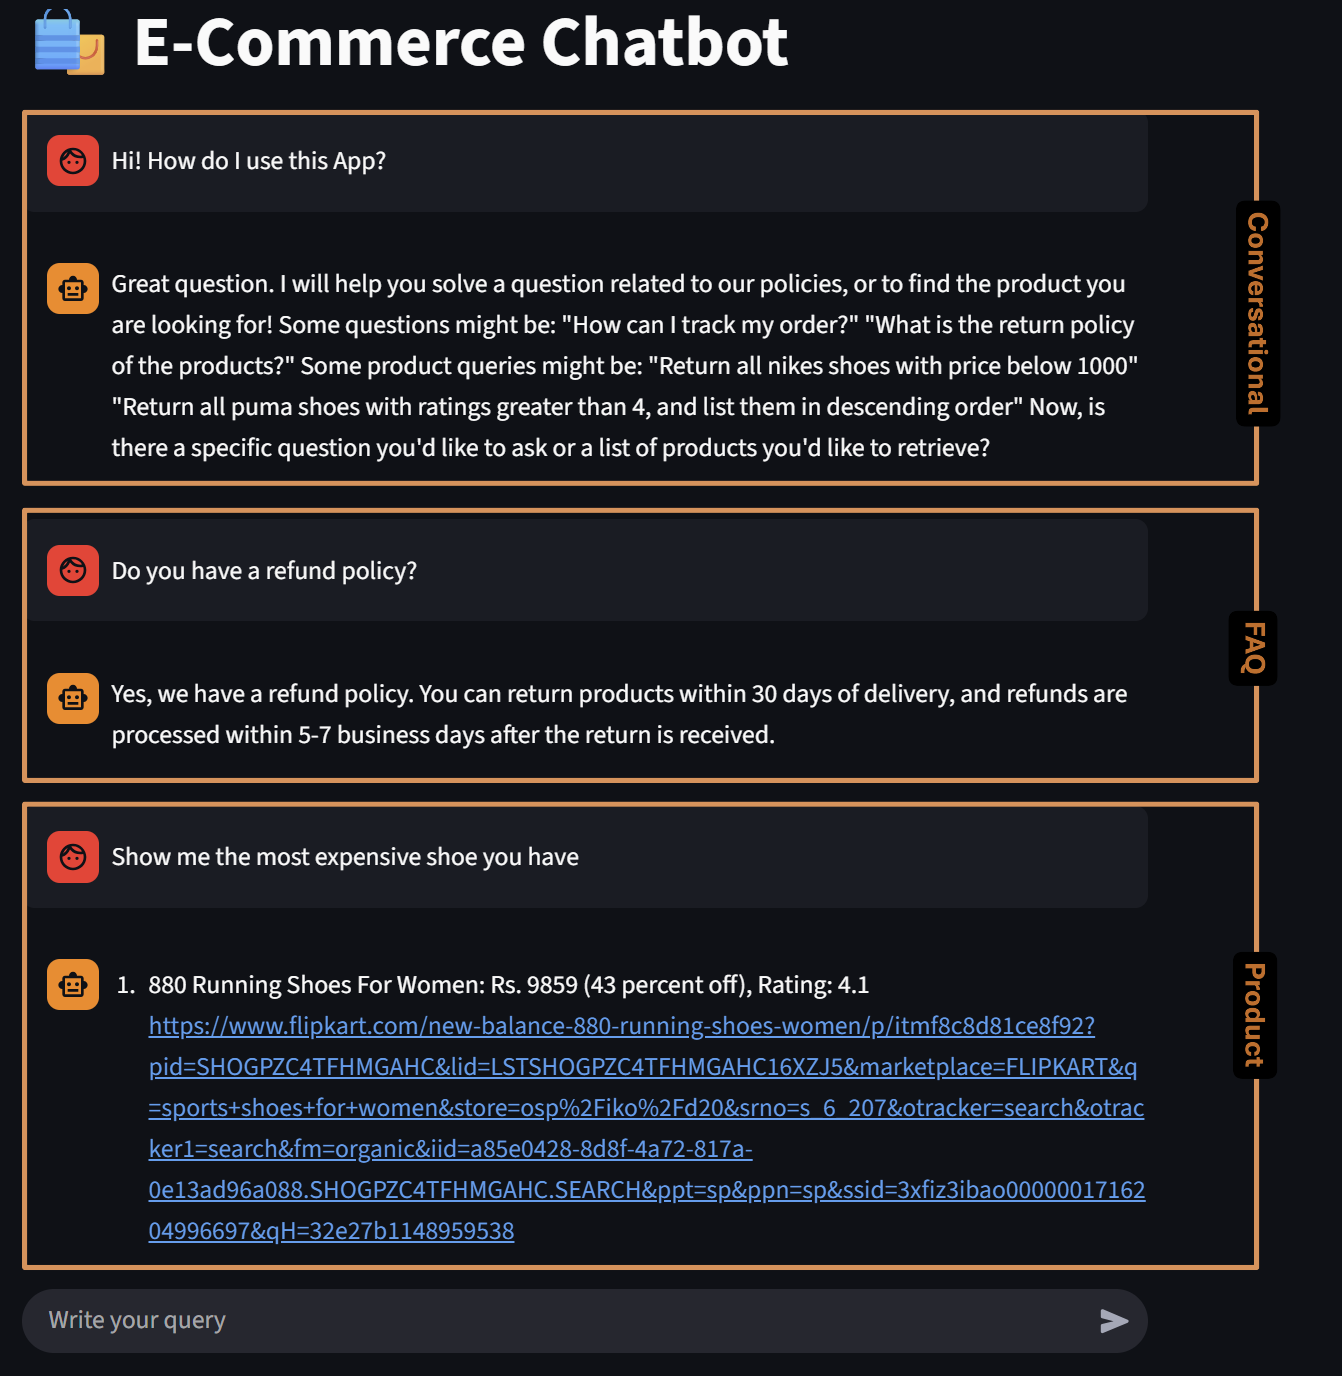 E-Commerce Chatbot
Hi! How do I use this App?
Great question. I will help you solve a question related to our policies, or to find the product you
are looking for! Some questions might be: "How can I track my order?" "What is the return policy
of the products?" Some product queries might be: "Return all nikes shoes with price below 1000"
"Return all puma shoes with ratings greater than 4, and list them in descending order" Now, is
there a specific question you'd like to ask or a list of products you'd like to retrieve?
Conversational
Do you have a refund policy?
Yes, we have a refund policy. You can return products within 30 days of delivery, and refunds are
processed within 5-7 business days after the return is received.
FAQ
Show me the most expensive shoe you have
1. 880 Running Shoes For Women: Rs. 9859 (43 percent off), Rating: 4.1
https://www.flipkart.com/new-balance-880-running-shoes-women/p/itmf8c8d81ce8f92?
pid=SHOGPZC4TFHMGAHC&lid=LSTSHOGPZC4TFHMGAHC16XZJ5&marketplace=FLIPKART&q
=sports+shoes+for+women&store=osp%2Fiko%2Fd20&srno=s_6_207&otracker=search&otrac
ker1=search&fm=organic&iid=a85e0428-8d8f-4a72-817a-
0e13ad96a088.SHOGPZC4TFHMGAHC.SEARCH&ppt=sp&ppn=sp&ssid=3xfiz3ibao00000017162
04996697&qH=32e27b1148959538
Product
Write your query